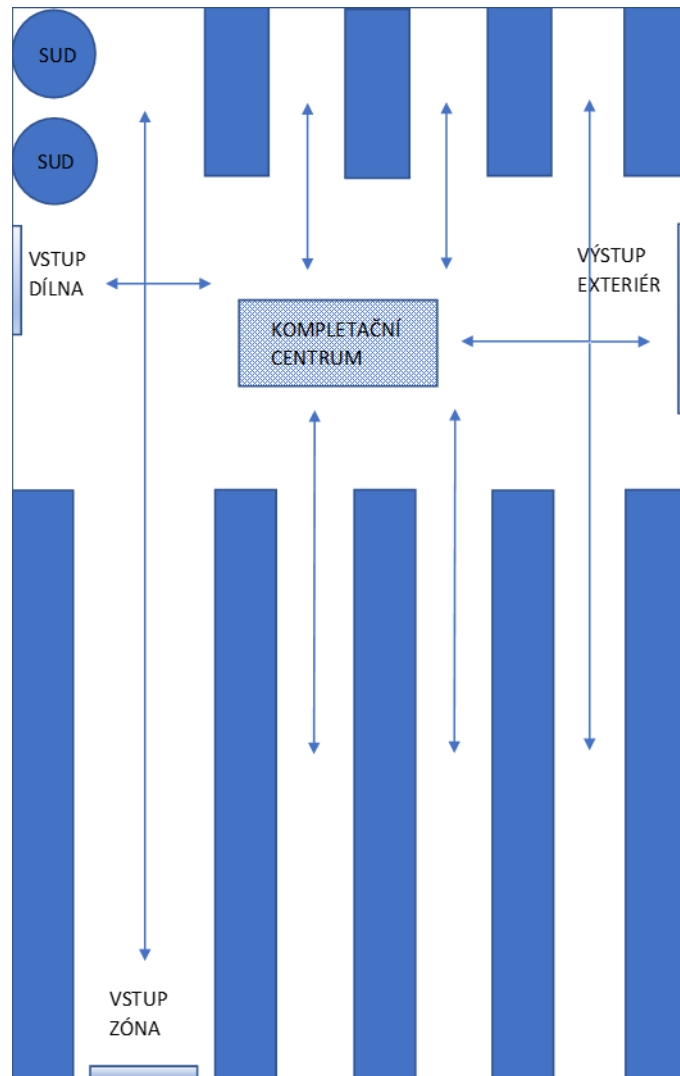 SUD
SUD
VSTUP
DÍLNA
VÝSTUP
EXTERIÉR
KOMPLETAČNÍ
CENTRUM
VSTUP
ZÓNA